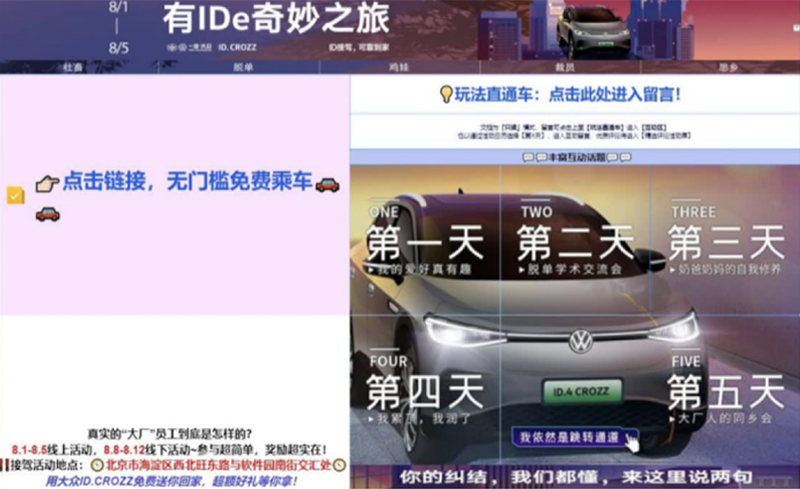 8/1
8/5
有IDe奇妙之旅
ID. CROZZ
ID接驾，可靠到家
社畜
脱单
鸡娃
裁员
思乡
点击链接，无门槛免费乘车
玩法直通车：点击此处进入留言！
丰富互动话题
ONE
第一天
我的爱好真有趣
TWO
第二天
脱单学术交流会
THREE
第三天
奶爸奶妈的自我修养
FOUR
第四天
我累了，我润了
FIVE
第五天
大厂人的同乡会
ID.4 CROZZ
我依然是跳转通道
你的纠结，我们都懂，来这里说两句
真实的“大厂”员工到底是怎样的？
8.1-8.5线上活动，8.8-8.12线下活动~参与超简单，奖励超实在！
接驾活动地点：北京市海淀区西北旺东路与软件园南街交汇处
用大众ID.CROZZ免费送你回家，超额好礼等你拿！